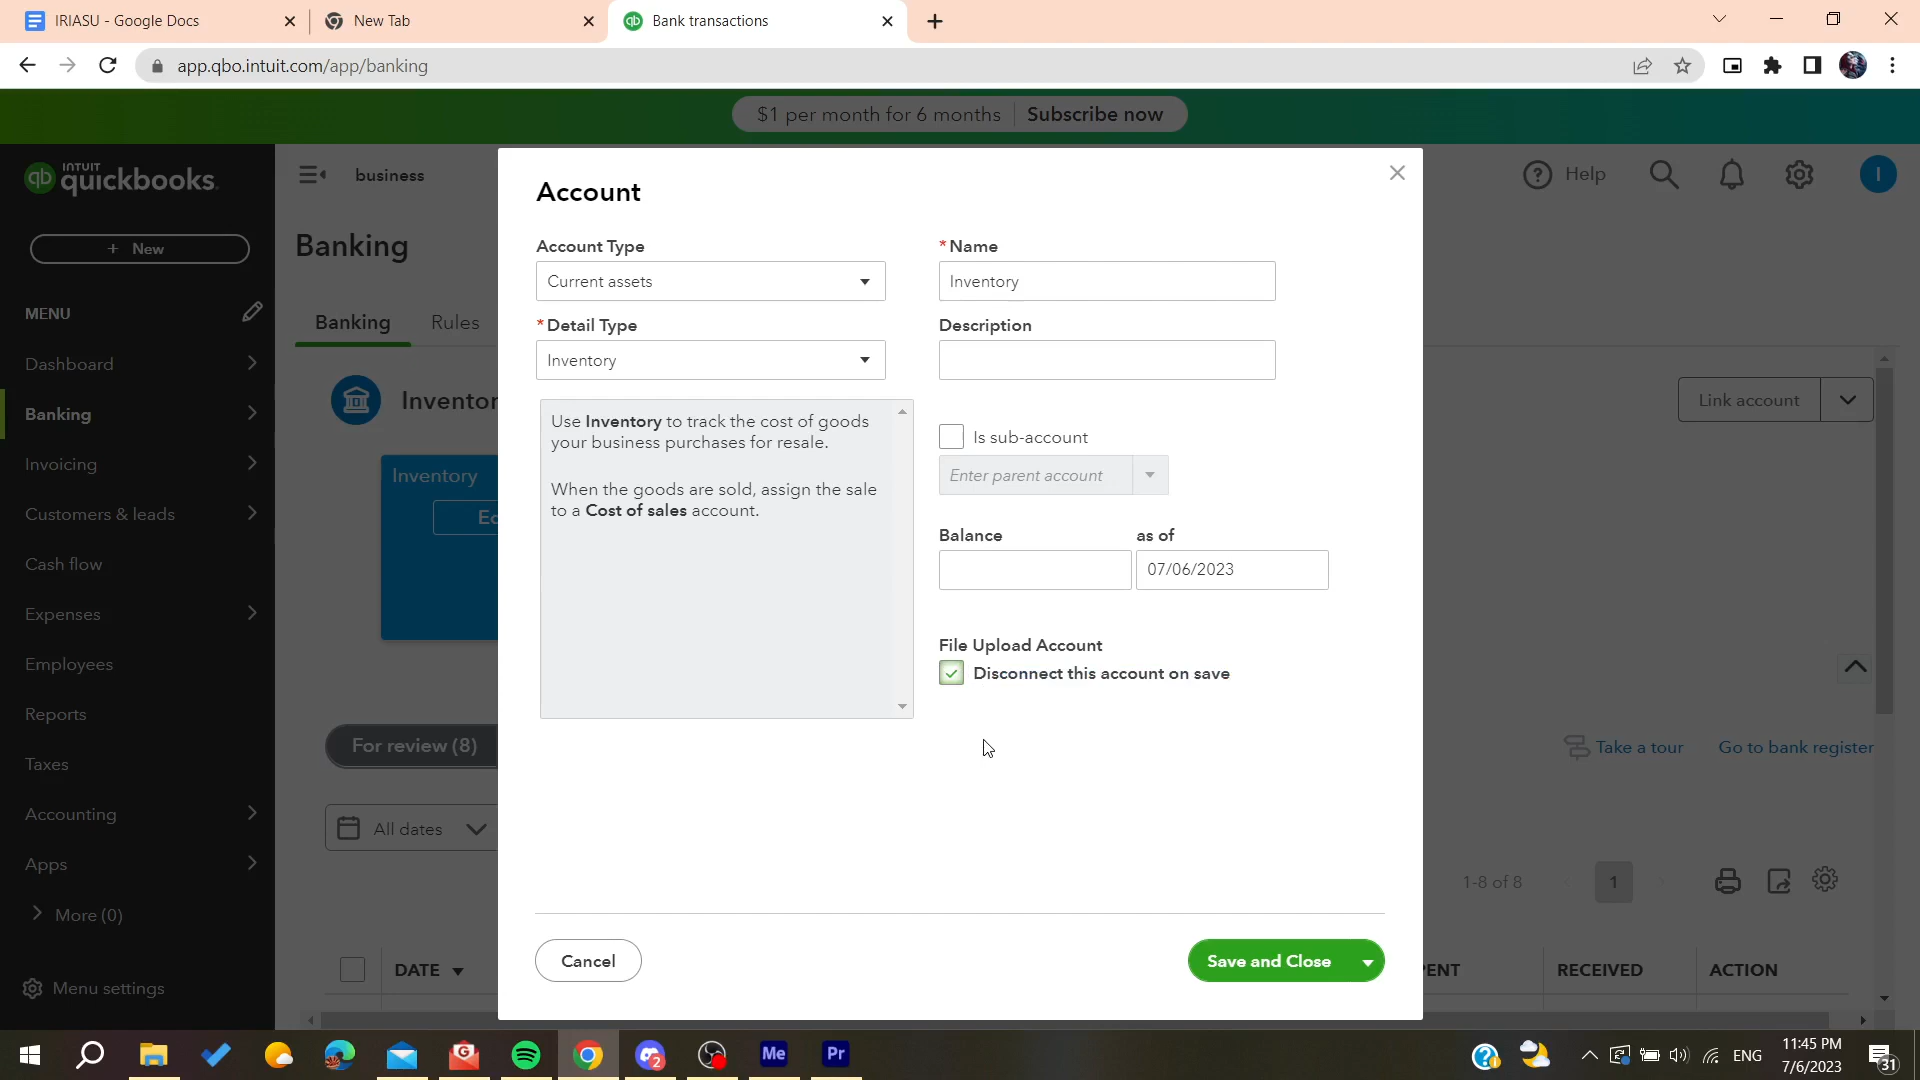 IRIASU - Google Docs
New Tab
Bank transactions
app.qbo.intuit.com/app/banking
$1 per month for 6 months
Subscribe now
INTUIT
quickbooks
business
Help
I
+ New
Banking
MENU
Banking
Rules
Dashboard
Banking
Invoicing
Customers & leads
Cash flow
Expenses
Employees
Reports
Taxes
Accounting
Apps
More (0)
Menu settings
Link account
Inventory
For review (8)
All dates
Take a tour
Go to bank register
1-8 of 8
1
DATE
RECEIVED
ACTION
Account
Account Type
Current assets
* Detail Type
Inventory
Use Inventory to track the cost of goods
your business purchases for resale.
When the goods are sold, assign the sale
to a Cost of sales account.
* Name
Inventory
Description
Is sub-account
Enter parent account
Balance
as of
07/06/2023
File Upload Account
Disconnect this account on save
Cancel
Save and Close
2
Me
Pr
ENG
11:45 PM
7/6/2023
31